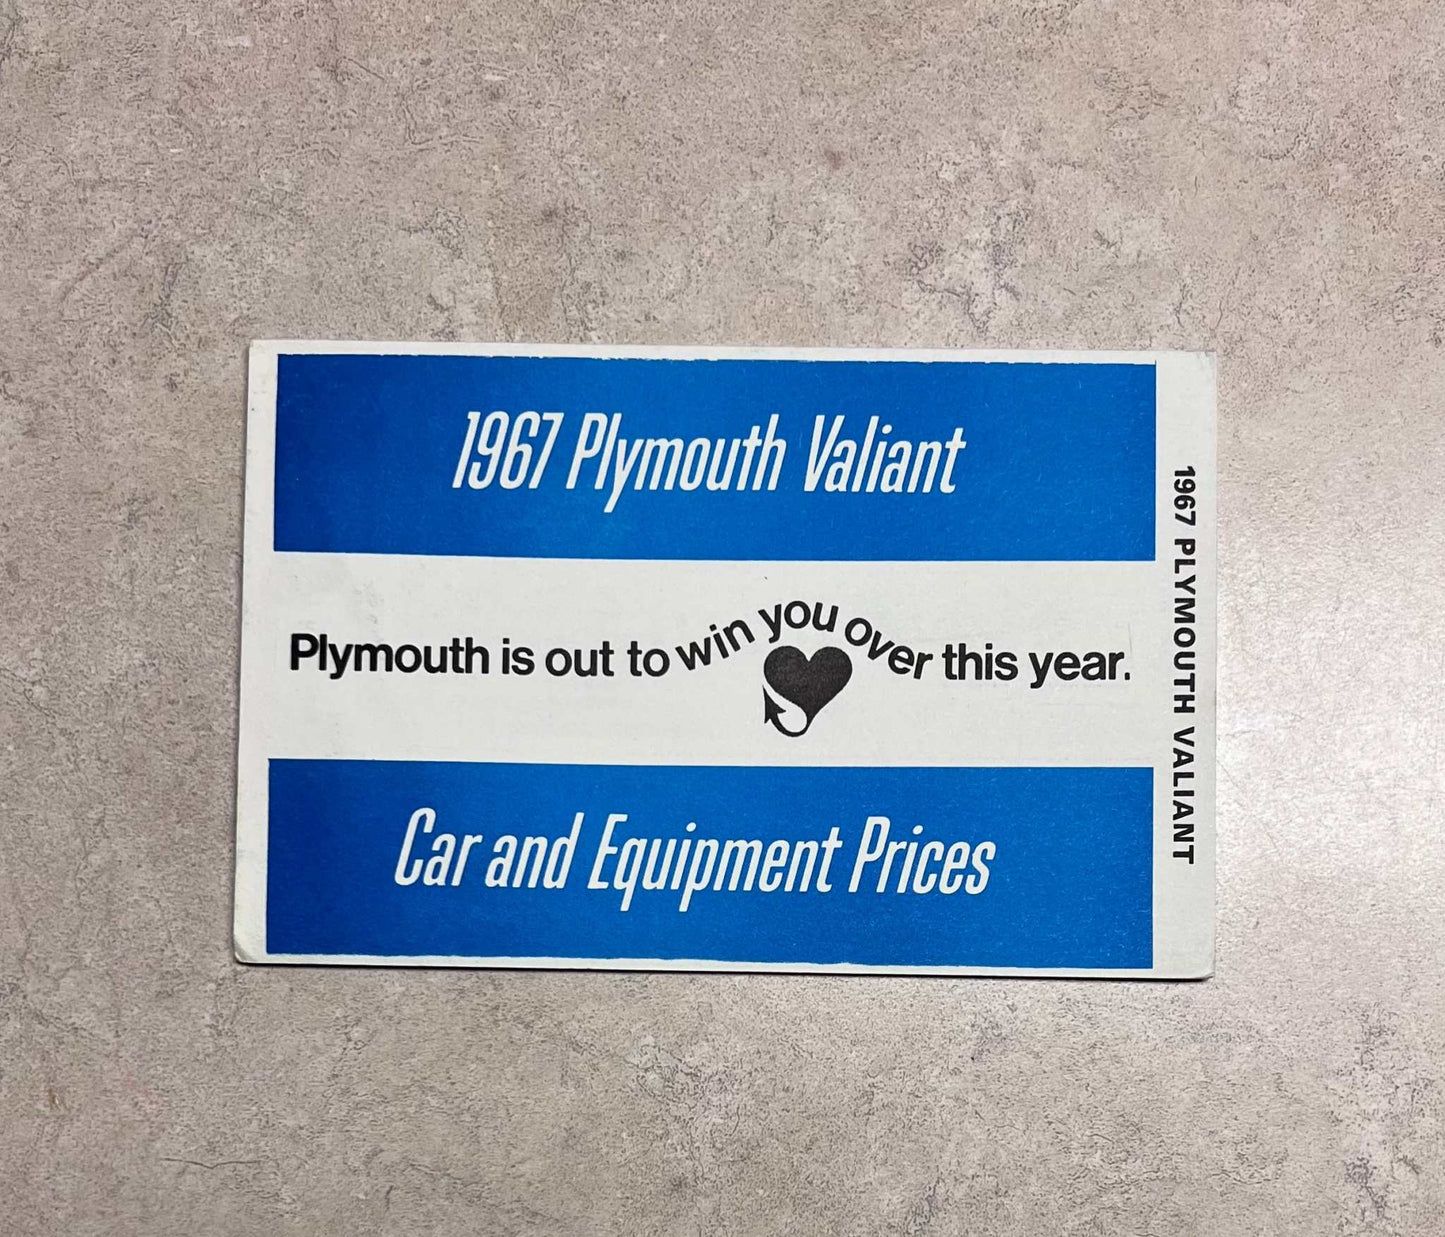 1967 Plymouth Valiant
Plymouth is out to win you over this year.
Car and Equipment Prices
1967 PLYMOUTH VALIANT